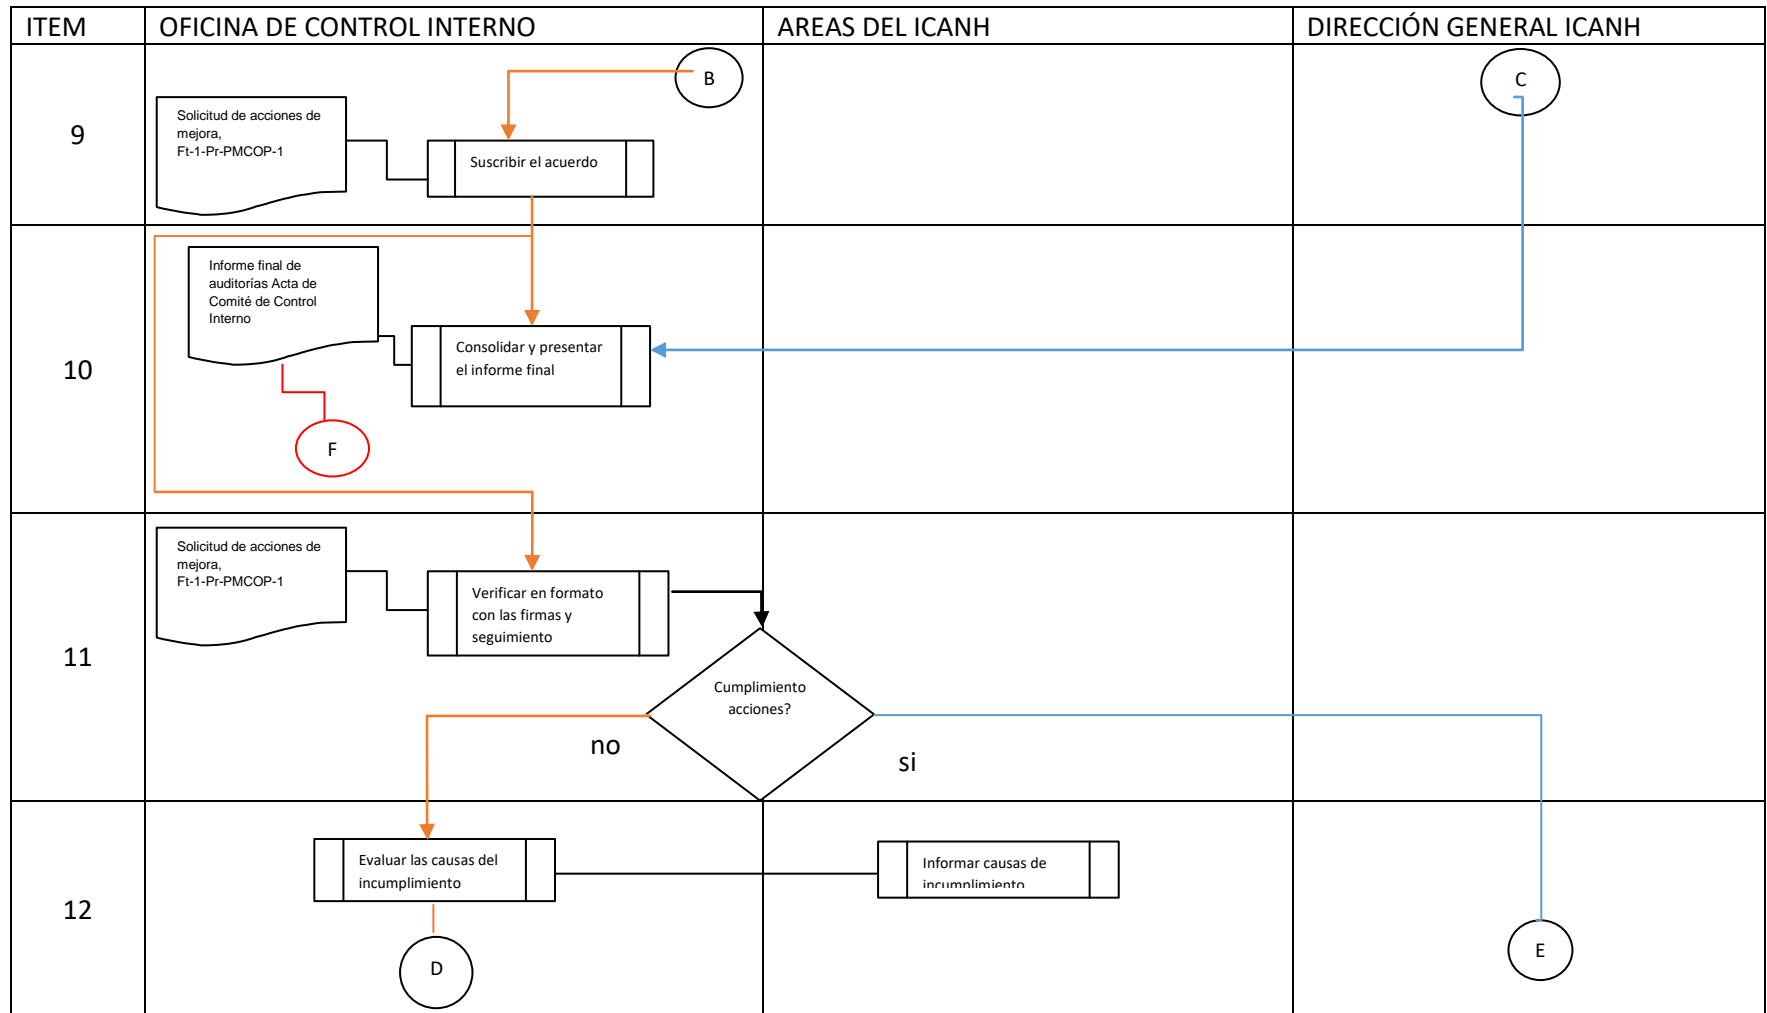 ITEM
OFICINA DE CONTROL INTERNO
AREAS DEL ICANH
DIRECCIÓN GENERAL ICANH
9
B
C
Solicitud de acciones de
mejora,
Ft-1-Pr-PMCOP-1
Suscribir el acuerdo
10
Informe final de
auditorías Acta de
Comité de Control
Interno
Consolidar y presentar
el informe final
F
11
Solicitud de acciones de
mejora,
Ft-1-Pr-PMCOP-1
Verificar en formato
con las firmas y
seguimiento
Cumplimiento
acciones?
no
si
12
Evaluar las causas del
incumplimiento
Informar causas de
incumplimiento
D
E